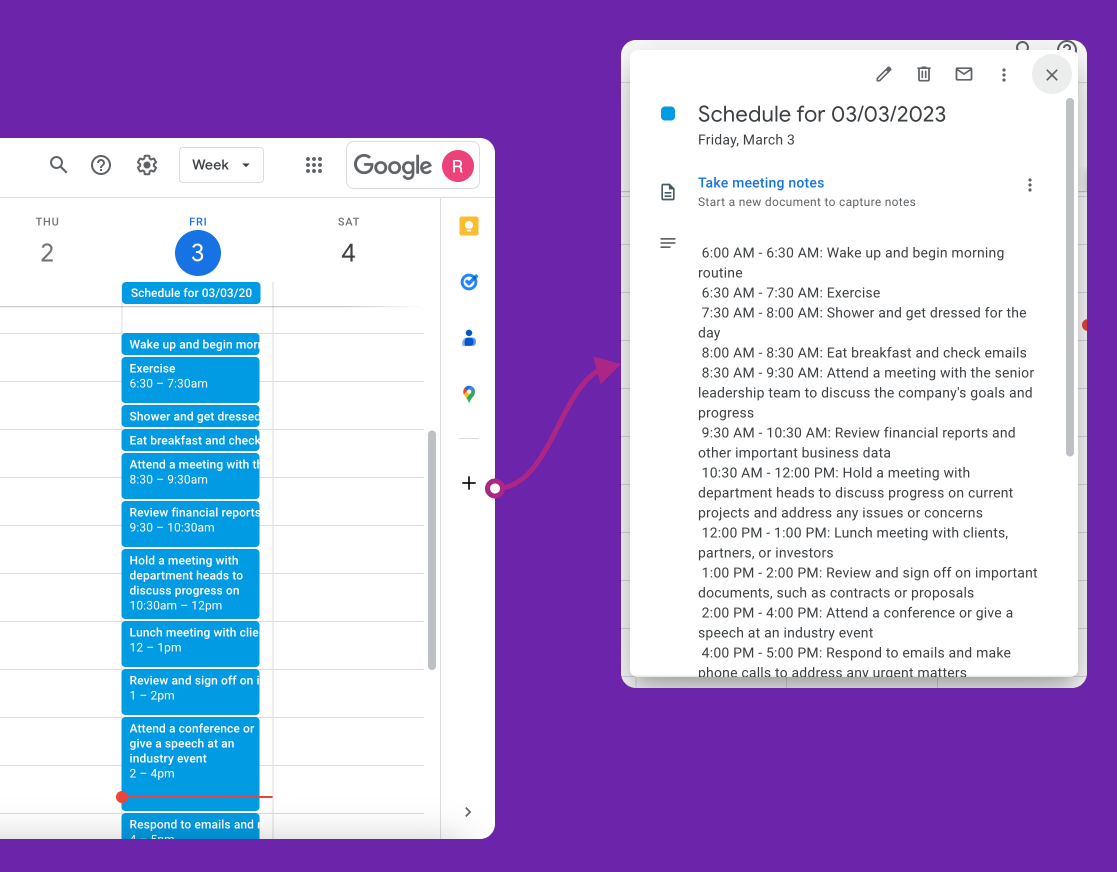 Week
Google
R
THU
FRI
SAT
2
3
4
Schedule for 03/03/20
Wake up and begin morn
Exercise
6:30 – 7:30am
Shower and get dressed
Eat breakfast and check
Attend a meeting with th
8:30 – 9:30am
Review financial reports
9:30 – 10:30am
Hold a meeting with
department heads to
discuss progress on
10:30am – 12pm
Lunch meeting with clie
12 – 1pm
Review and sign off on i
1 – 2pm
Attend a conference or
give a speech at an
industry event
2 – 4pm
Respond to emails and r
4 – 5pm
Schedule for 03/03/2023
Friday, March 3
Take meeting notes
Start a new document to capture notes
6:00 AM - 6:30 AM: Wake up and begin morning
routine
6:30 AM - 7:30 AM: Exercise
7:30 AM - 8:00 AM: Shower and get dressed for the
day
8:00 AM - 8:30 AM: Eat breakfast and check emails
8:30 AM - 9:30 AM: Attend a meeting with the senior
leadership team to discuss the company's goals and
progress
9:30 AM - 10:30 AM: Review financial reports and
other important business data
10:30 AM - 12:00 PM: Hold a meeting with
department heads to discuss progress on current
projects and address any issues or concerns
12:00 PM - 1:00 PM: Lunch meeting with clients,
partners, or investors
1:00 PM - 2:00 PM: Review and sign off on important
documents, such as contracts or proposals
2:00 PM - 4:00 PM: Attend a conference or give a
speech at an industry event
4:00 PM - 5:00 PM: Respond to emails and make
phone calls to address any urgent matters